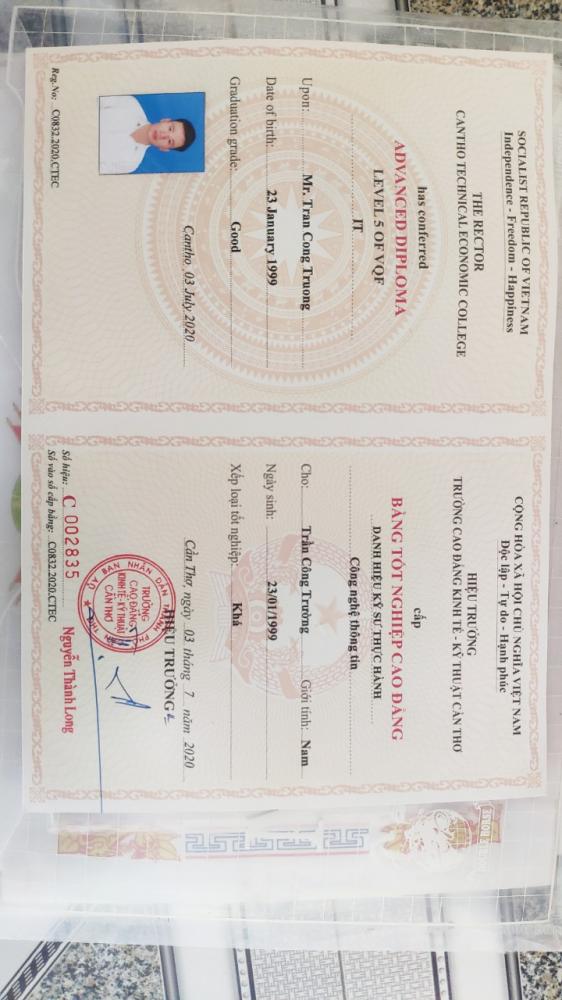 SOCIALIST REPUBLIC OF VIETNAM
Independence - Freedom - Happiness
THE RECTOR
CANTHO TECHNICAL ECONOMIC COLLEGE
has conferred
ADVANCED DIPLOMA
LEVEL 5 OF VQF
IT
Upon: Mr. Tran Cong Truong
Date of birth: 23 January 1999
Graduation grade: Good
Cantho, 03 July 2020
Reg.No: C0832.2020.CTEC
CỘNG HÒA XÃ HỘI CHỦ NGHĨA VIỆT NAM
Độc lập - Tự do - Hạnh phúc
HIỆU TRƯỞNG
TRƯỜNG CAO ĐẲNG KINH TẾ - KỸ THUẬT CẦN THƠ
cấp
BẰNG TỐT NGHIỆP CAO ĐẲNG
DANH HIỆU KỸ SƯ THỰC HÀNH
Công nghệ thông tin
Cho: Trần Công Trường Giới tính: Nam
Ngày sinh: 23/01/1999
Xếp loại tốt nghiệp: Khá
Cần Thơ, ngày 03 tháng 7 năm 2020
HIỆU TRƯỞNG
ỦY BAN NHÂN DÂN THÀNH P
TRƯỜNG
CAO ĐẲNG
KINH TẾ-KỸ THUẬT
CẦN THƠ
Nguyễn Thành Long
Số hiệu: C 002835
Số vào sổ cấp bằng: C0832.2020.CTEC